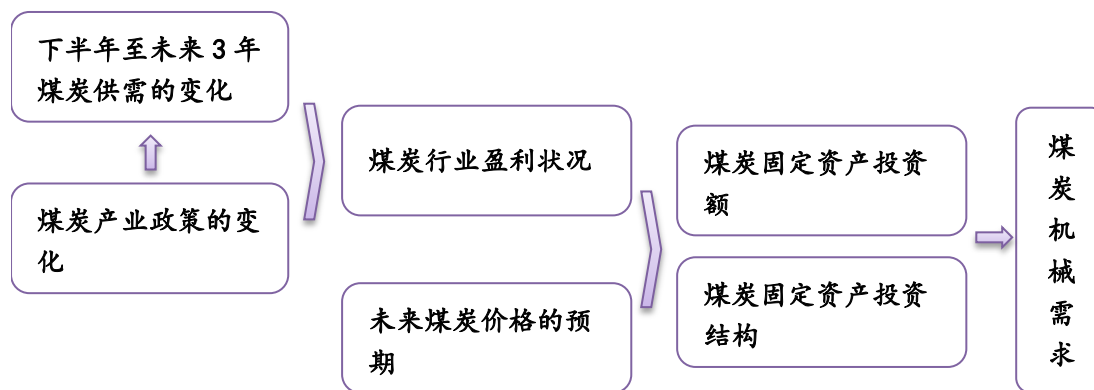 下半年至未来3年
煤炭供需的变化
煤炭产业政策的变
化
煤炭行业盈利状况
未来煤炭价格的预
期
煤炭固定资产投资
额
煤炭固定资产投资
结构
煤
炭
机
械
需
求